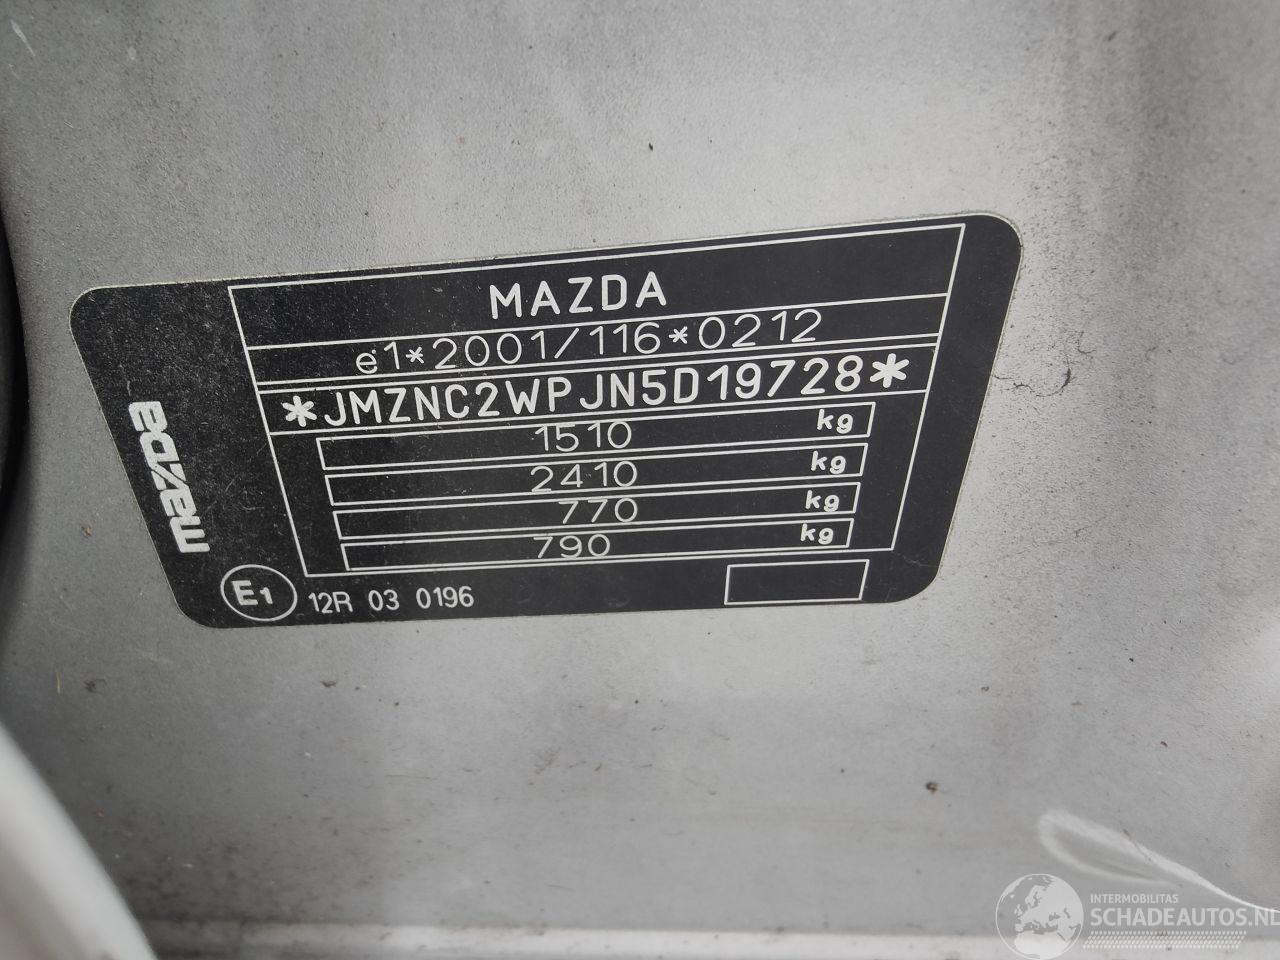 MAZDA
e1*2001/116*0212
*JMZNC2WPJN5D19728*
1510 kg
2410 kg
770 kg
790 kg
mazda
E1 12R 03 0196
INTERMOBILITAS
SCHADEAUTOS.NL